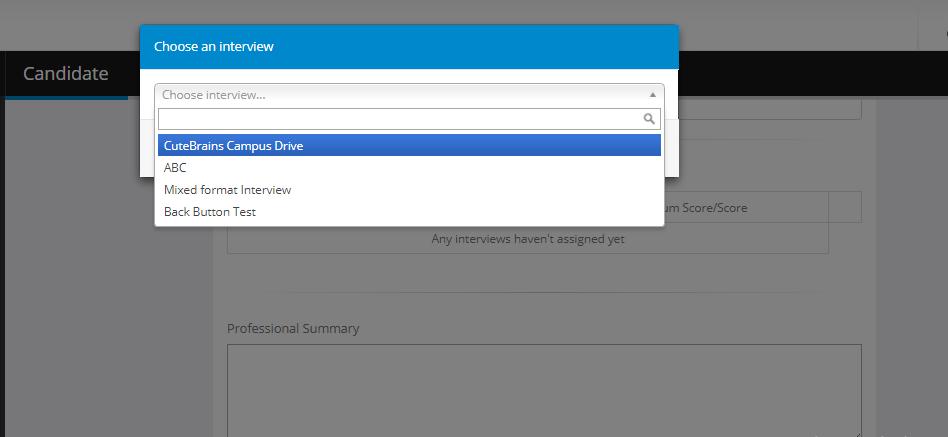 Choose an interview
Candidate
Choose interview...
CuteBrains Campus Drive
ABC
Mixed format Interview
Back Button Test
Score/Score
Any interviews haven't assigned yet
Professional Summary